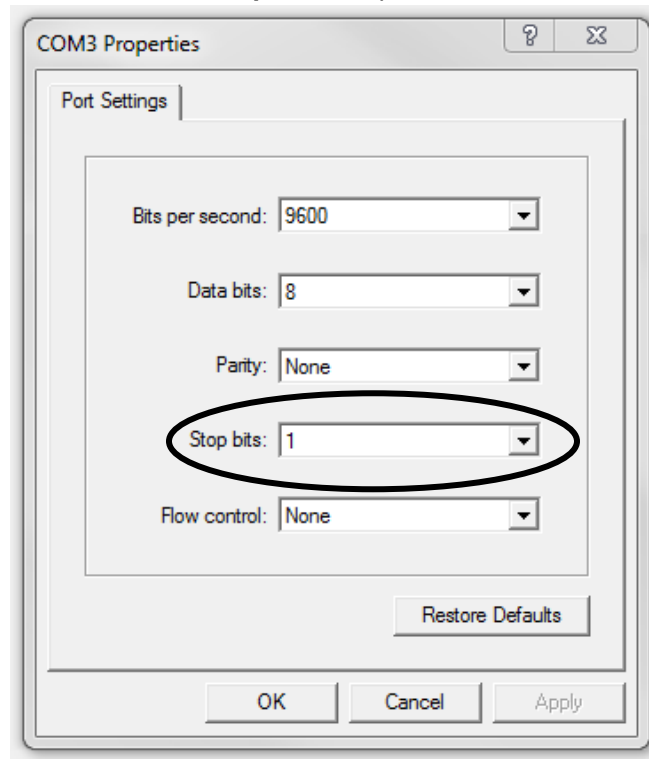 COM3 Properties
Port Settings
Bits per second: 9600
Data bits: 8
Parity: None
Stop bits: 1
Flow control: None
Restore Defaults
OK Cancel Apply